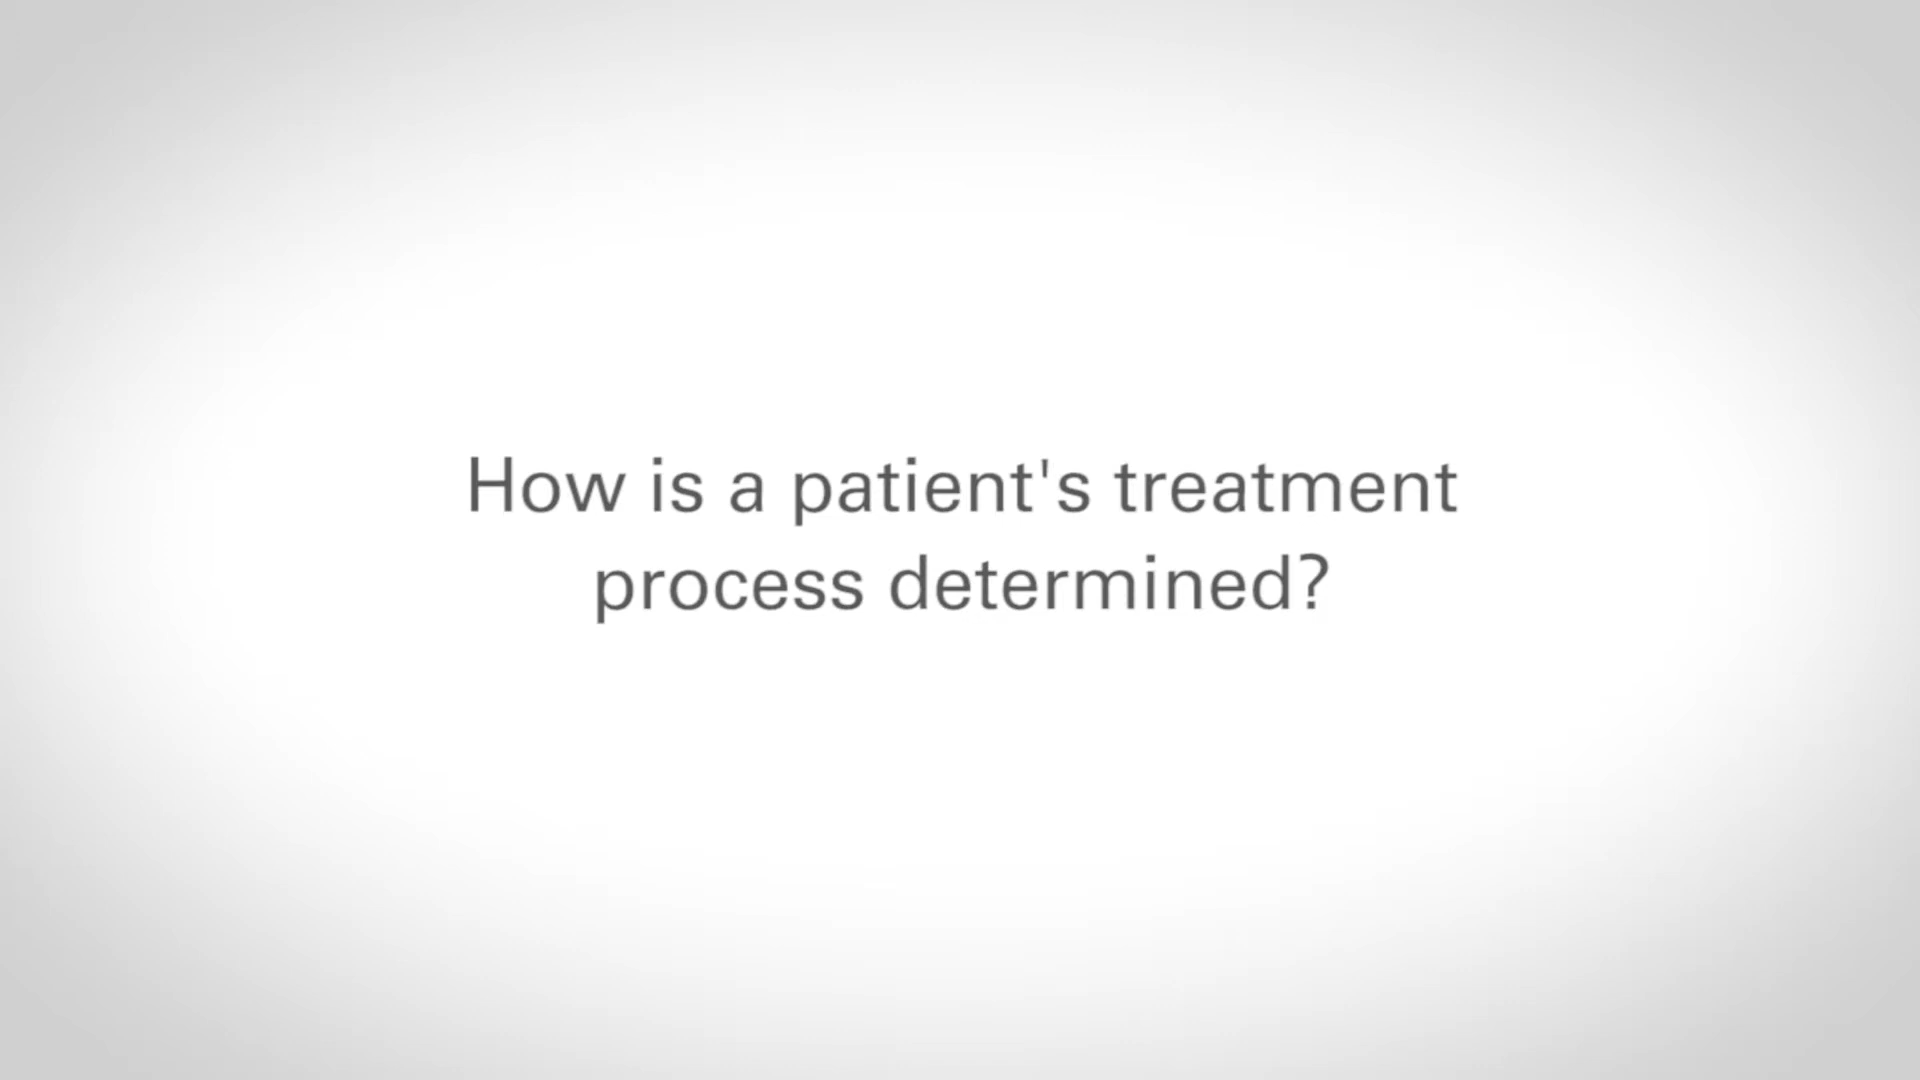 How is a patient's treatment
process determined?